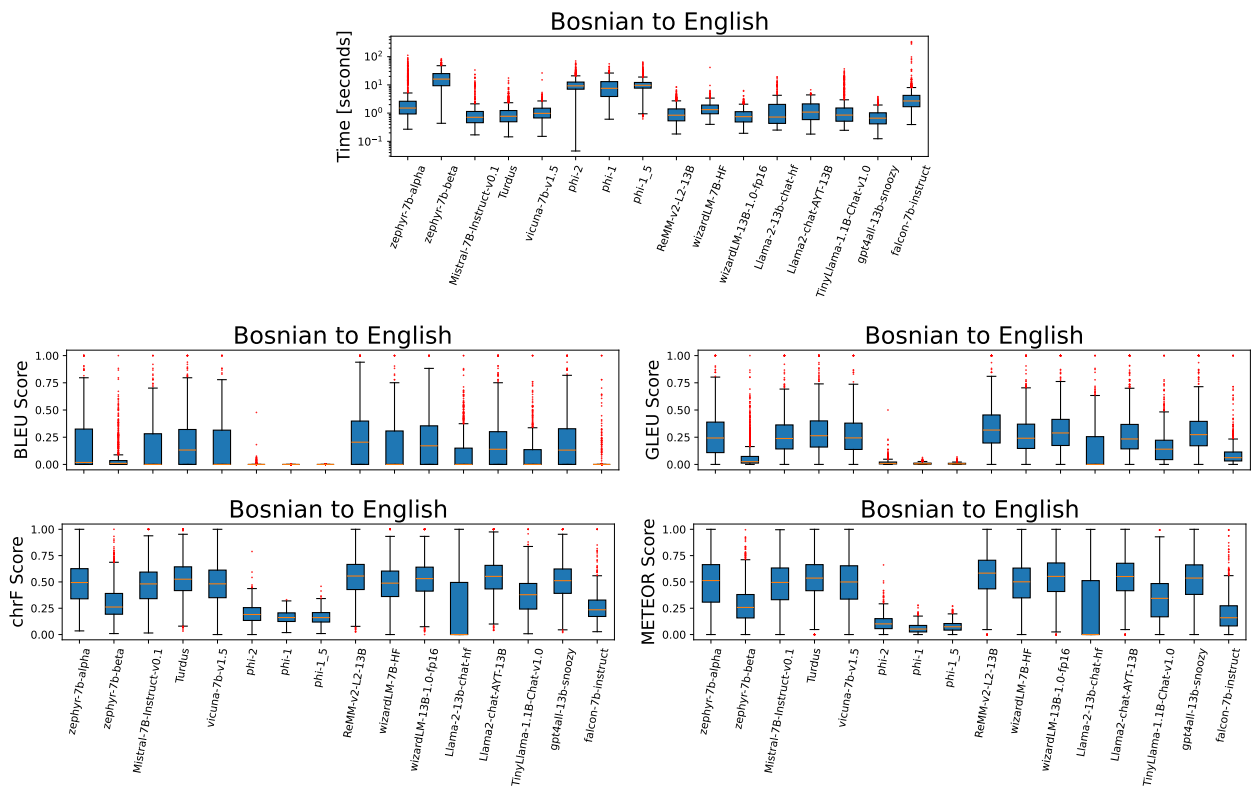 Bosnian to English
Time [seconds]
10²
10¹
10⁰
10⁻¹
zephyr-7b-alpha
zephyr-7b-beta
Mistral-7B-Instruct-v0.1
Turdus
vicuna-7b-v1.5
phi-2
phi-1
phi-1_5
ReMM-v2-L2-13B
wizardLM-7B-HF
wizardLM-13B-1.0-fp16
Llama-2-13b-chat-hf
Llama2-chat-AYT-13B
TinyLlama-1.1B-Chat-v1.0
gpt4all-13b-snoozy
falcon-7b-instruct
Bosnian to English
BLEU Score
1.00
0.75
0.50
0.25
0.00
Bosnian to English
GLEU Score
1.00
0.75
0.50
0.25
0.00
Bosnian to English
chrF Score
1.00
0.75
0.50
0.25
0.00
zephyr-7b-alpha
zephyr-7b-beta
Mistral-7B-Instruct-v0.1
Turdus
vicuna-7b-v1.5
phi-2
phi-1
phi-1_5
ReMM-v2-L2-13B
wizardLM-7B-HF
wizardLM-13B-1.0-fp16
Llama-2-13b-chat-hf
Llama2-chat-AYT-13B
TinyLlama-1.1B-Chat-v1.0
gpt4all-13b-snoozy
falcon-7b-instruct
Bosnian to English
METEOR Score
1.00
0.75
0.50
0.25
0.00
zephyr-7b-alpha
zephyr-7b-beta
Mistral-7B-Instruct-v0.1
Turdus
vicuna-7b-v1.5
phi-2
phi-1
phi-1_5
ReMM-v2-L2-13B
wizardLM-7B-HF
wizardLM-13B-1.0-fp16
Llama-2-13b-chat-hf
Llama2-chat-AYT-13B
TinyLlama-1.1B-Chat-v1.0
gpt4all-13b-snoozy
falcon-7b-instruct